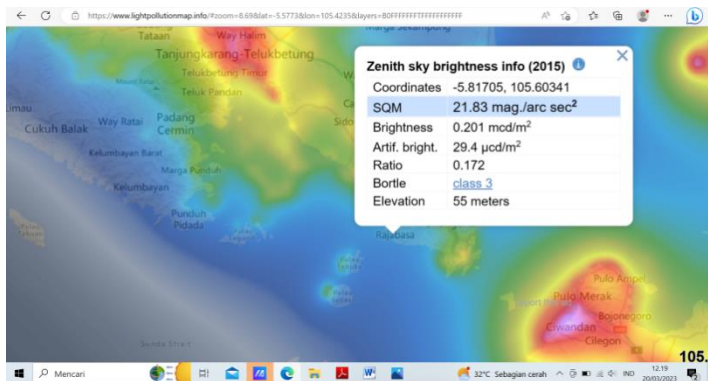 https://www.lightpollutionmap.info/#zoom=8.69&lat=-5.5773&lon=105.4235&layers=B0FFFFFFTFFFFFFFFFF
Tataan
Way Halim
Tanjungkarang-Telukbetung
Telukbetung Timur
Teluk Pandan
Way Ratai
Padang
Cermin
Cukuh Balak
Kelumbayan Barat
Marga Punduh
Kelumbayan
Punduh
Pidada
Rajabasa
Sunda Strait
Zenith sky brightness info (2015)
Coordinates -5.81705, 105.60341
SQM 21.83 mag./arc sec²
Brightness 0.201 mcd/m²
Artif. bright. 29.4 μcd/m²
Ratio 0.172
Bortle class 3
Elevation 55 meters
Pulo Ampel
Pulo Merak
Bojonegoro
Ciwandan
Cilegon
105.
Mencari
32°C Sebagian cerah
IND
12.19
20/03/2023